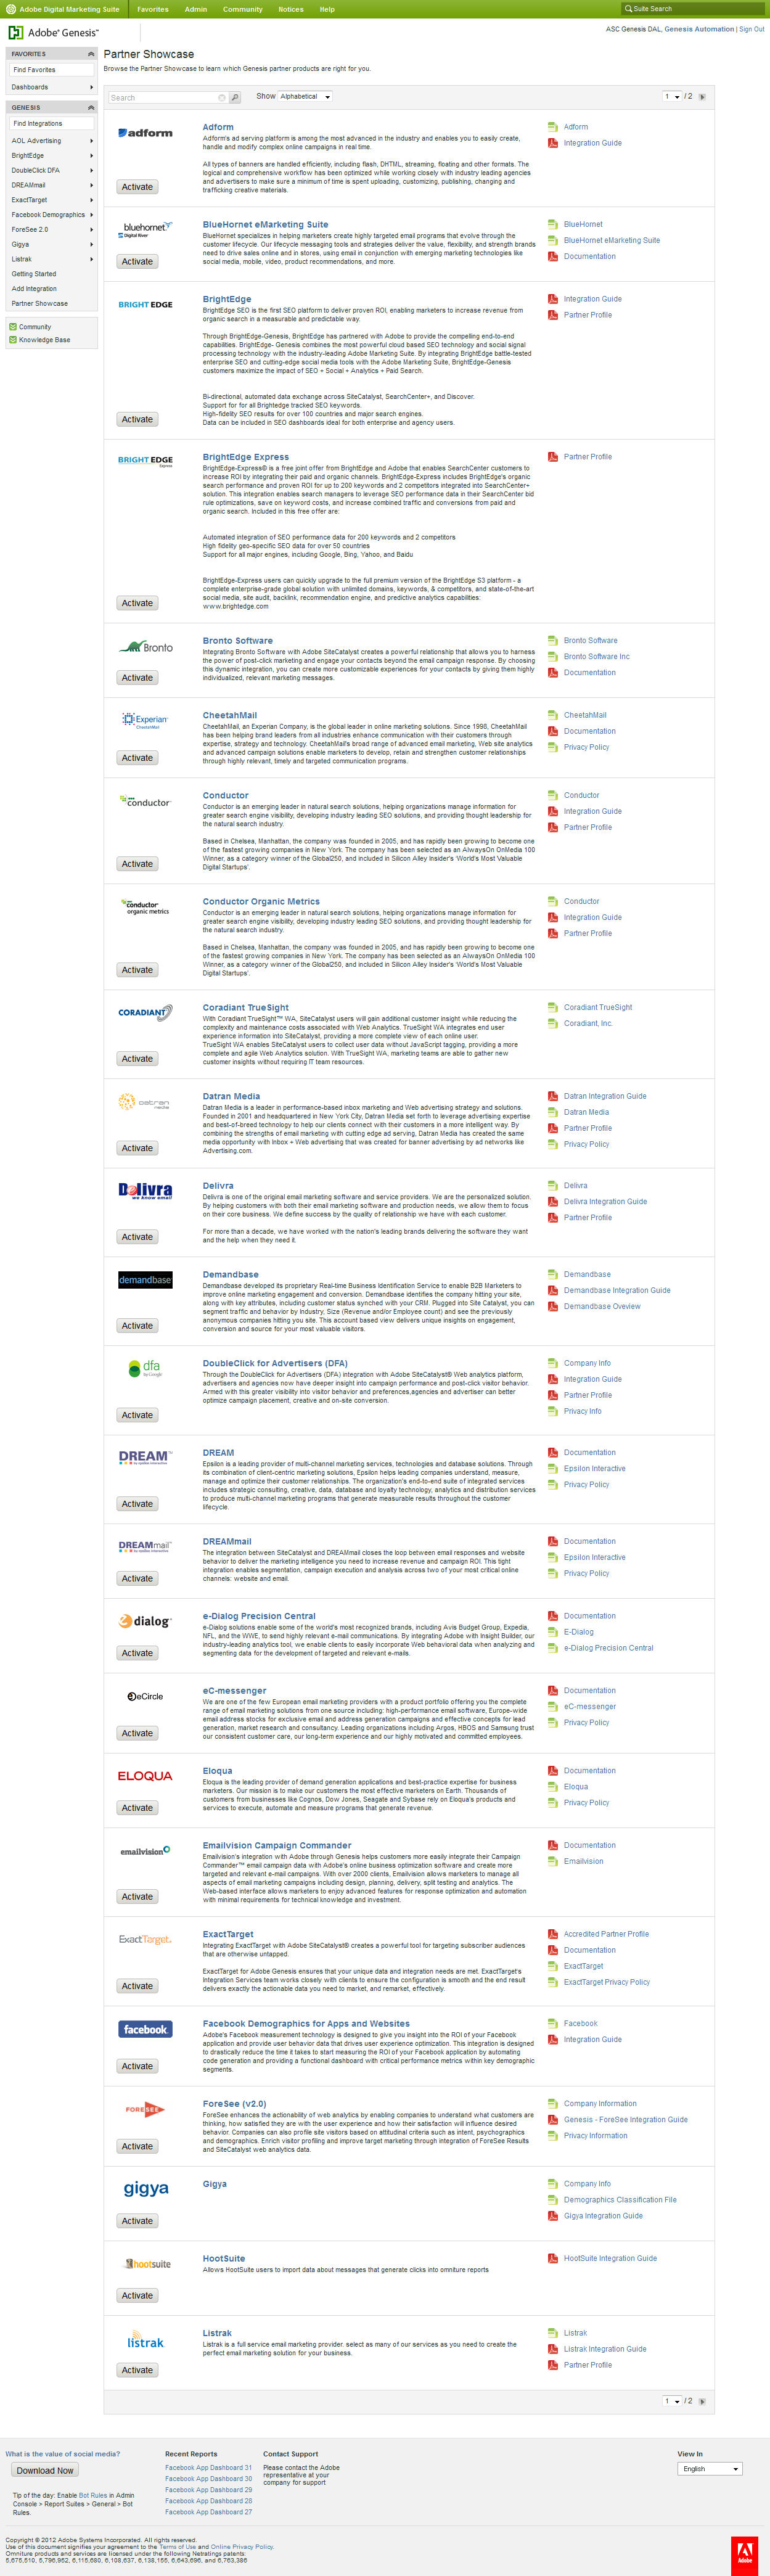 Adobe Digital Marketing Suite Favorites Admin Community Notices Help Suite Search
Adobe® Genesis™
ASC Genesis DAL, Genesis Automation | Sign Out
FAVORITES
Find Favorites
Dashboards
GENESIS
Find Integrations
AOL Advertising
BrightEdge
DoubleClick DFA
DREAMmail
ExactTarget
Facebook Demographics
ForeSee 2.0
Gigya
Listrak
Getting Started
Add Integration
Partner Showcase
Community
Knowledge Base
Partner Showcase
Browse the Partner Showcase to learn which Genesis partner products are right for you.
Search Show Alphabetical 1 / 2
adform
Activate
Adform
Adform's ad serving platform is among the most advanced in the industry and enables you to easily create,
handle and modify complex online campaigns in real time.
All types of banners are handled efficiently, including flash, DHTML, streaming, floating and other formats. The
logical and comprehensive workflow has been optimized while working closely with industry leading agencies
and advertisers to make sure a minimum of time is spent uploading, customizing, publishing, changing and
trafficking creative materials.
Adform
Integration Guide
bluehornet
Digital River
Activate
BlueHornet eMarketing Suite
BlueHornet specializes in helping marketers create highly targeted email programs that evolve through the
customer lifecycle. Our lifecycle messaging tools and strategies deliver the value, flexibility, and strength brands
need to drive sales online and in stores, using email in conjunction with emerging marketing technologies like
social media, mobile, video, product recommendations, and more.
BlueHornet
BlueHornet eMarketing Suite
Documentation
BRIGHT EDGE
Activate
BrightEdge
BrightEdge SEO is the first SEO platform to deliver proven ROI, enabling marketers to increase revenue from
organic search in a measurable and predictable way.
Through BrightEdge-Genesis, BrightEdge has partnered with Adobe to provide the compelling end-to-end
capabilities. BrightEdge- Genesis combines the most powerful cloud based SEO technology and social signal
processing technology with the industry-leading Adobe Marketing Suite. By integrating BrightEdge battle-tested
enterprise SEO and cutting-edge social media tools with the Adobe Marketing Suite, BrightEdge-Genesis
customers maximize the impact of SEO + Social + Analytics + Paid Search.
Bi-directional, automated data exchange across SiteCatalyst, SearchCenter+, and Discover.
Support for for all Brightedge tracked SEO keywords.
High-fidelity SEO results for over 100 countries and major search engines.
Data can be included in SEO dashboards ideal for both enterprise and agency users.
Integration Guide
Partner Profile
BRIGHT EDGE
Express
Activate
BrightEdge Express
BrightEdge-Express® is a free joint offer from BrightEdge and Adobe that enables SearchCenter customers to
increase ROI by integrating their paid and organic channels. BrightEdge-Express includes BrightEdge's organic
search performance and proven ROI for up to 200 keywords and 2 competitors integrated into SearchCenter+
solution. This integration enables search managers to leverage SEO performance data in their SearchCenter bid
rule optimizations, save on keyword costs, and increase combined traffic and conversions from paid and
organic search. Included in this free offer are:
Automated integration of SEO performance data for 200 keywords and 2 competitors
High fidelity geo-specific SEO data for over 50 countries
Support for all major engines, including Google, Bing, Yahoo, and Baidu
BrightEdge-Express users can quickly upgrade to the full premium version of the BrightEdge S3 platform - a
complete enterprise-grade global solution with unlimited domains, keywords, & competitors, and state-of-the-art
social media, site audit, backlink, recommendation engine, and predictive analytics capabilities:
www.brightedge.com
Partner Profile
Bronto
Activate
Bronto Software
Integrating Bronto Software with Adobe SiteCatalyst creates a powerful relationship that allows you to harness
the power of post-click marketing and engage your contacts beyond the email campaign response. By choosing
this dynamic integration, you can create more customizable experiences for your contacts by giving them highly
individualized, relevant marketing messages.
Bronto Software
Bronto Software Inc
Documentation
Experian
CheetahMail
Activate
CheetahMail
CheetahMail, an Experian Company, is the global leader in online marketing solutions. Since 1998, CheetahMail
has been helping brand leaders from all industries enhance communication with their customers through
expertise, strategy and technology. CheetahMail's broad range of advanced email marketing, Web site analytics
and advanced campaign solutions enable marketers to develop, retain and strengthen customer relationships
through highly relevant, timely and targeted communication programs.
CheetahMail
Documentation
Privacy Policy
conductor
Activate
Conductor
Conductor is an emerging leader in natural search solutions, helping organizations manage information for
greater search engine visibility, developing industry leading SEO solutions, and providing thought leadership for
the natural search industry.
Based in Chelsea, Manhattan, the company was founded in 2005, and has rapidly been growing to become one
of the fastest growing companies in New York. The company has been selected as an AlwaysOn OnMedia 100
Winner, as a category winner of the Global250, and included in Silicon Alley Insider's 'World's Most Valuable
Digital Startups'.
Conductor
Integration Guide
Partner Profile
conductor
organic metrics
Activate
Conductor Organic Metrics
Conductor is an emerging leader in natural search solutions, helping organizations manage information for
greater search engine visibility, developing industry leading SEO solutions, and providing thought leadership for
the natural search industry.
Based in Chelsea, Manhattan, the company was founded in 2005, and has rapidly been growing to become one
of the fastest growing companies in New York. The company has been selected as an AlwaysOn OnMedia 100
Winner, as a category winner of the Global250, and included in Silicon Alley Insider's 'World's Most Valuable
Digital Startups'.
Conductor
Integration Guide
Partner Profile
CORADIANT
Activate
Coradiant TrueSight
With Coradiant TrueSight™ WA, SiteCatalyst users will gain additional customer insight while reducing the
complexity and maintenance costs associated with Web Analytics. TrueSight WA integrates end user
experience information into SiteCatalyst, providing a more complete view of each online user.
TrueSight WA enables SiteCatalyst users to collect user data without JavaScript tagging, providing a more
complete and agile Web Analytics solution. With TrueSight WA, marketing teams are able to gather new
customer insights without requiring IT team resources.
Coradiant TrueSight
Coradiant, Inc.
datran
media
Activate
Datran Media
Datran Media is a leader in performance-based inbox marketing and Web advertising strategy and solutions.
Founded in 2001 and headquartered in New York City, Datran Media set forth to leverage advertising expertise
and best-of-breed technology to help our clients connect with their customers in a more intelligent way. By
combining the strengths of email marketing with cutting edge ad serving, Datran Media has created the same
media opportunity with Inbox + Web advertising that was created for banner advertising by ad networks like
Advertising.com.
Datran Integration Guide
Datran Media
Partner Profile
Privacy Policy
Delivra
we know email
Activate
Delivra
Delivra is one of the original email marketing software and service providers. We are the personalized solution.
By helping customers with both their email marketing software and production needs, we allow them to focus
on their core business. We define success by the quality of relationship we have with each customer.
For more than a decade, we have worked with the nation's leading brands delivering the software they want
and the help when they need it.
Delivra
Delivra Integration Guide
Partner Profile
demandbase
Activate
Demandbase
Demandbase developed its proprietary Real-time Business Identification Service to enable B2B Marketers to
improve online marketing engagement and conversion. Demandbase identifies the company hitting your site,
along with key attributes, including customer status synched with your CRM. Plugged into Site Catalyst, you can
segment traffic and behavior by Industry, Size (Revenue and/or Employee count) and see the previously
anonymous companies hitting you site. This account based view delivers unique insights on engagement,
conversion and source for your most valuable visitors.
Demandbase
Demandbase Integration Guide
Demandbase Oveview
dfa
by Google
Activate
DoubleClick for Advertisers (DFA)
Through the DoubleClick for Advertisers (DFA) integration with Adobe SiteCatalyst® Web analytics platform,
advertisers and agencies now have deeper insight into campaign performance and post-click visitor behavior.
Armed with this greater visibility into visitor behavior and preferences,agencies and advertiser can better
optimize campaign placement, creative and on-site conversion.
Company Info
Integration Guide
Partner Profile
Privacy Info
DREAM™
by epsilon interactive
Activate
DREAM
Epsilon is a leading provider of multi-channel marketing services, technologies and database solutions. Through
its combination of client-centric marketing solutions, Epsilon helps leading companies understand, measure,
manage and optimize their customer relationships. The organization's end-to-end suite of integrated services
includes strategic consulting, creative, data, database and loyalty technology, analytics and distribution services
to produce multi-channel marketing programs that generate measurable results throughout the customer
lifecycle.
Documentation
Epsilon Interactive
Privacy Policy
DREAMmail™
by epsilon interactive
Activate
DREAMmail
The integration between SiteCatalyst and DREAMmail closes the loop between email responses and website
behavior to deliver the marketing intelligence you need to increase revenue and campaign ROI. This tight
integration enables segmentation, campaign execution and analysis across two of your most critical online
channels: website and email.
Documentation
Epsilon Interactive
Privacy Policy
dialog
Activate
e-Dialog Precision Central
e-Dialog solutions enable some of the world's most recognized brands, including Avis Budget Group, Expedia,
NFL, and the WWE, to send highly relevant e-mail communications. By integrating Adobe with Insight Builder, our
industry-leading analytics tool, we enable clients to easily incorporate Web behavioral data when analyzing and
segmenting data for the development of targeted and relevant e-mails.
Documentation
E-Dialog
e-Dialog Precision Central
eCircle
Activate
eC-messenger
We are one of the few European email marketing providers with a product portfolio offering you the complete
range of email marketing solutions from one source including: high-performance email software, Europe-wide
email address stocks for exclusive email and address generation campaigns and effective concepts for lead
generation, market research and consultancy. Leading organizations including Argos, HBOS and Samsung trust
our consistent customer care, our long-term experience and our highly motivated and committed employees.
Documentation
eC-messenger
Privacy Policy
ELOQUA
Activate
Eloqua
Eloqua is the leading provider of demand generation applications and best-practice expertise for business
marketers. Our mission is to make our customers the most effective marketers on Earth. Thousands of
customers from businesses like Cognos, Dow Jones, Seagate and Sybase rely on Eloqua's products and
services to execute, automate and measure programs that generate revenue.
Documentation
Eloqua
Privacy Policy
emailvision
Activate
Emailvision Campaign Commander
Emailvision's integration with Adobe through Genesis helps customers more easily integrate their Campaign
Commander™ email campaign data with Adobe's online business optimization software and create more
targeted and relevant e-mail campaigns. With over 2000 clients, Emailvision allows marketers to manage all
aspects of email marketing campaigns including design, planning, delivery, split testing and analytics. The
Web-based interface allows marketers to enjoy advanced features for response optimization and automation
with minimal requirements for technical knowledge and investment.
Documentation
Emailvision
ExactTarget.
Activate
ExactTarget
Integrating ExactTarget with Adobe SiteCatalyst® creates a powerful tool for targeting subscriber audiences
that are otherwise untapped.
ExactTarget for Adobe Genesis ensures that your unique data and integration needs are met. ExactTarget's
Integration Services team works closely with clients to ensure the configuration is smooth and the end result
delivers exactly the actionable data you need to market, and remarket, effectively.
Accredited Partner Profile
Documentation
ExactTarget
ExactTarget Privacy Policy
facebook
Activate
Facebook Demographics for Apps and Websites
Adobe's Facebook measurement technology is designed to give you insight into the ROI of your Facebook
application and provide user behavior data that drives user experience optimization. This integration is designed
to drastically reduce the time it takes to start measuring the ROI of your Facebook application by automating
code generation and providing a functional dashboard with critical performance metrics within key demographic
segments.
Facebook
Integration Guide
FORESEE
Activate
ForeSee (v2.0)
ForeSee enhances the actionability of web analytics by enabling companies to understand what customers are
thinking, how satisfied they are with the user experience and how their satisfaction will influence desired
behavior. Companies can also profile site visitors based on attitudinal criteria such as intent, psychographics
and demographics. Enrich visitor profiling and improve target marketing through integration of ForeSee Results
and SiteCatalyst web analytics data.
Company Information
Genesis - ForeSee Integration Guide
Privacy Information
gigya
Activate
Gigya
Company Info
Demographics Classification File
Gigya Integration Guide
hootsuite
Activate
HootSuite
Allows HootSuite users to import data about messages that generate clicks into omniture reports
HootSuite Integration Guide
listrak
Activate
Listrak
Listrak is a full service email marketing provider. select as many of our services as you need to create the
perfect email marketing solution for your business.
Listrak
Listrak Integration Guide
Partner Profile
1 / 2
What is the value of social media?
Download Now
Tip of the day: Enable Bot Rules in Admin
Console > Report Suites > General > Bot
Rules.
Recent Reports
Facebook App Dashboard 31
Facebook App Dashboard 30
Facebook App Dashboard 29
Facebook App Dashboard 28
Facebook App Dashboard 27
Contact Support
Please contact the Adobe
representative at your
company for support
View In
English
Copyright © 2012 Adobe Systems Incorporated. All rights reserved.
Use of this document signifies your agreement to the Terms of Use and Online Privacy Policy.
Omniture products and services are licensed under the following Netratings patents:
5,675,510, 5,796,952, 6,115,680, 6,108,637, 6,138,155, 6,643,696, and 6,763,386
Adobe